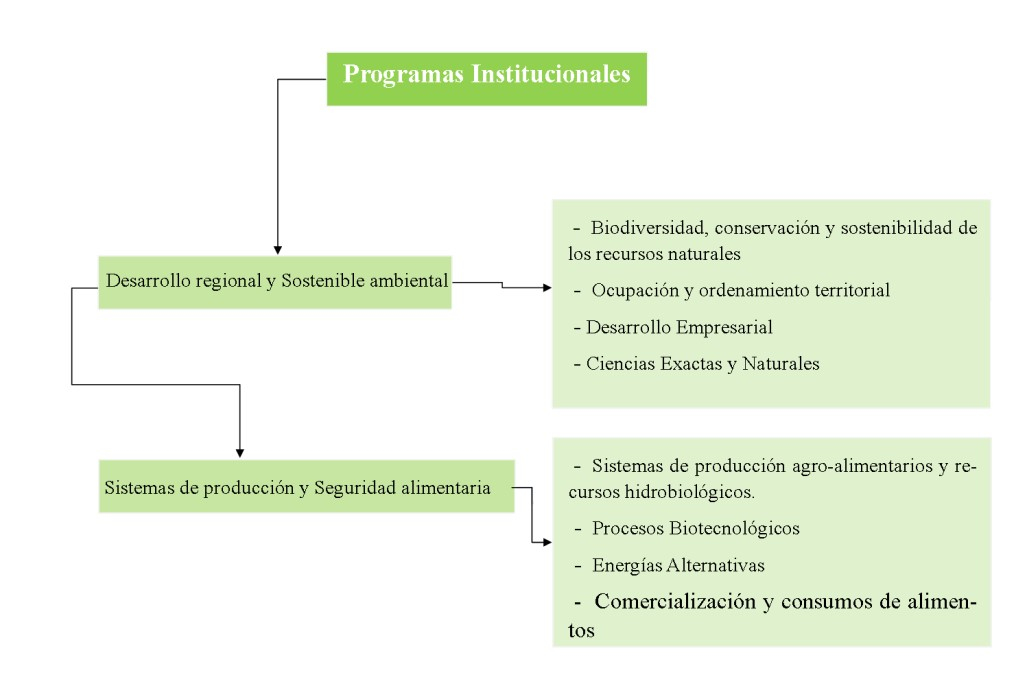 Programas Institucionales
Desarrollo regional y Sostenible ambiental
- Biodiversidad, conservación y sostenibilidad de
los recursos naturales
- Ocupación y ordenamiento territorial
- Desarrollo Empresarial
- Ciencias Exactas y Naturales
Sistemas de producción y Seguridad alimentaria
- Sistemas de producción agro-alimentarios y re-
cursos hidrobiológicos.
- Procesos Biotecnológicos
- Energías Alternativas
- Comercialización y consumos de alimen-
tos